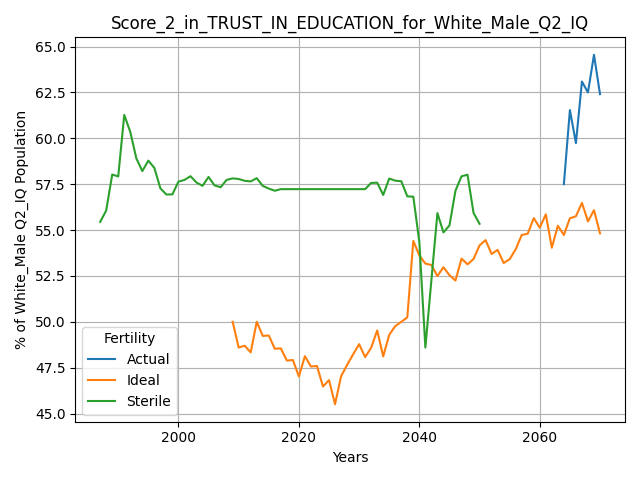 Score_2_in_TRUST_IN_EDUCATION_for_White_Male_Q2_IQ
% of White_Male Q2_IQ Population
65.0
62.5
60.0
57.5
55.0
52.5
50.0
47.5
45.0
Fertility
Actual
Ideal
Sterile
2000
2020
2040
2060
Years